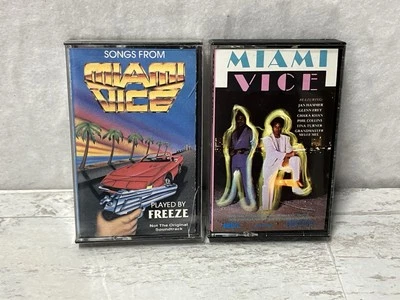 SONGS FROM
MIAMI
VICE
PLAYED BY
FREEZE
Not The Original
Soundtrack
MIAMI
VICE
FEATURING
JAN HAMMER
GLENN FREY
CHAKA KHAN
PHIL COLLINS
TINA TURNER
GRANDMASTER
MELLE MEL